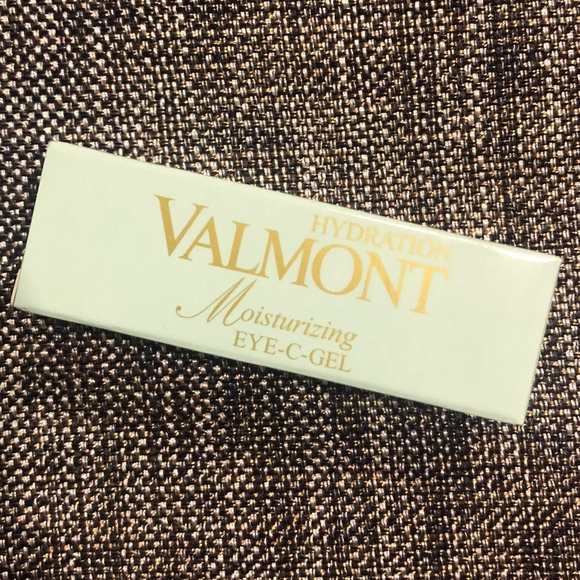 HYDRATION
VALMONT
Moisturizing
EYE-C-GEL